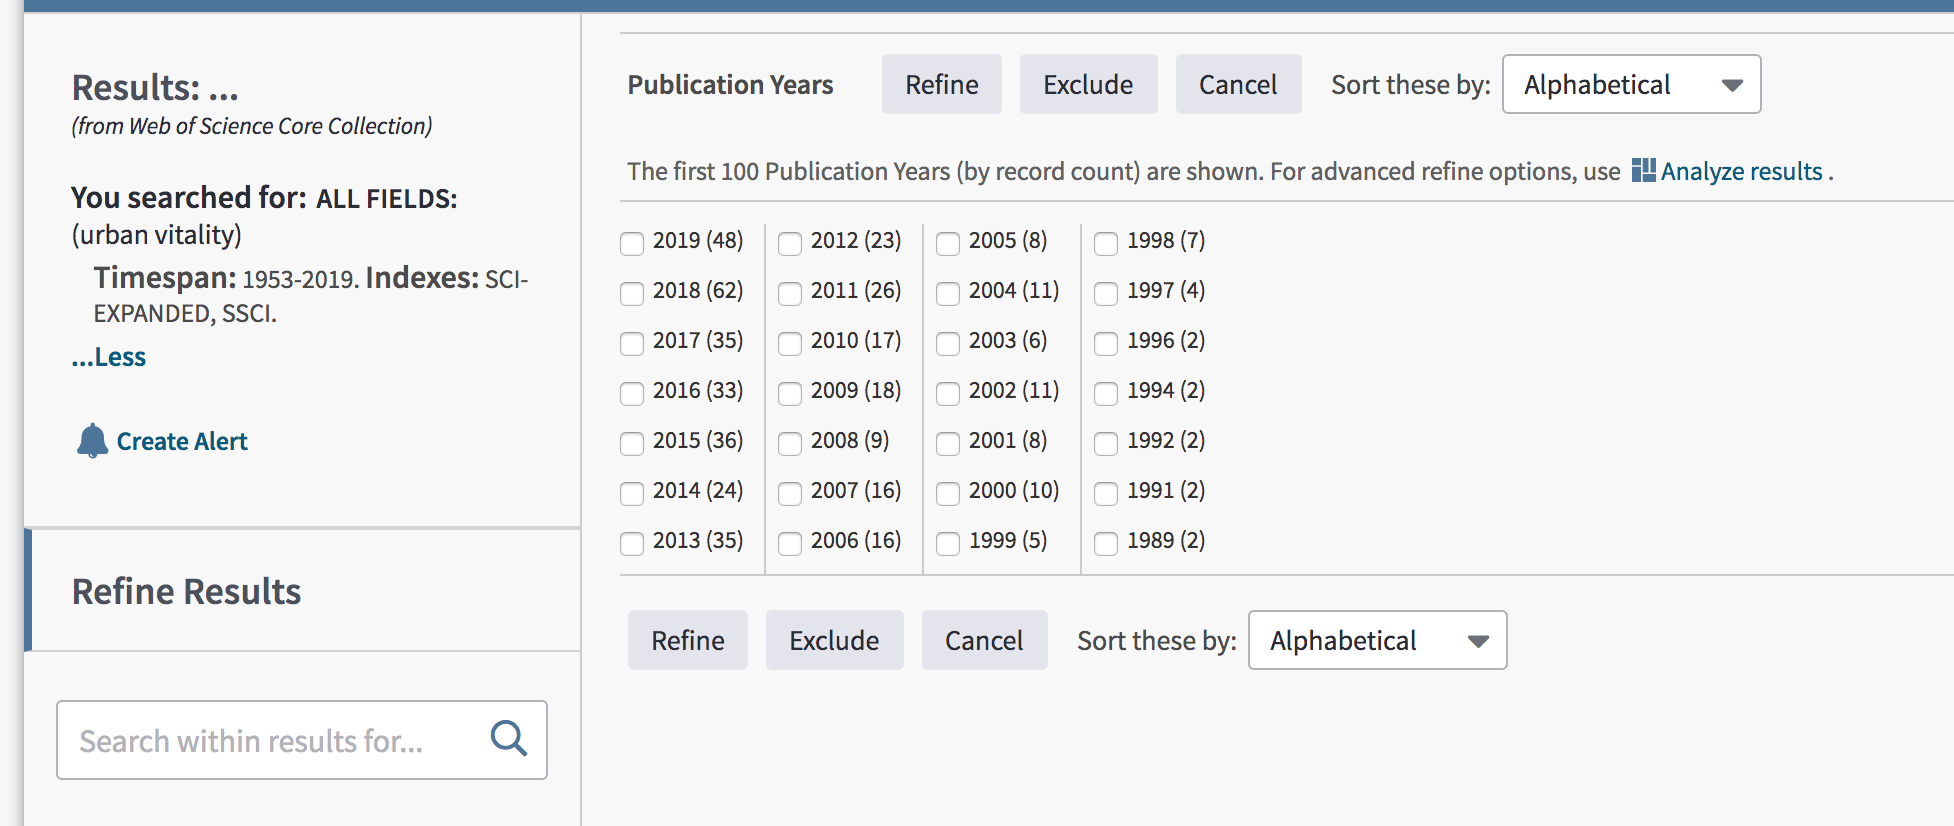 Results: ...
(from Web of Science Core Collection)
You searched for: ALL FIELDS:
(urban vitality)
Timespan: 1953-2019. Indexes: SCI-
EXPANDED, SSCI.
...Less
Create Alert
Refine Results
Search within results for...
Publication Years Refine Exclude Cancel Sort these by: Alphabetical
The first 100 Publication Years (by record count) are shown. For advanced refine options, use Analyze results .
2019 (48) 2012 (23) 2005 (8) 1998 (7)
2018 (62) 2011 (26) 2004 (11) 1997 (4)
2017 (35) 2010 (17) 2003 (6) 1996 (2)
2016 (33) 2009 (18) 2002 (11) 1994 (2)
2015 (36) 2008 (9) 2001 (8) 1992 (2)
2014 (24) 2007 (16) 2000 (10) 1991 (2)
2013 (35) 2006 (16) 1999 (5) 1989 (2)
Refine Exclude Cancel Sort these by: Alphabetical